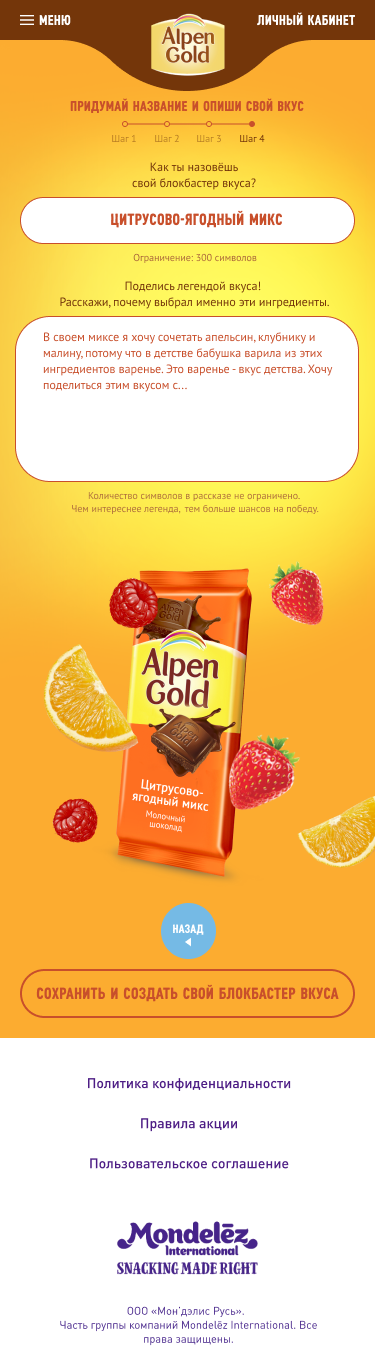 МЕНЮ
Alpen
Gold
ЛИЧНЫЙ КАБИНЕТ
ПРИДУМАЙ НАЗВАНИЕ И ОПИШИ СВОЙ ВКУС
Шаг 1 Шаг 2 Шаг 3 Шаг 4
Как ты назовёшь
свой блокбастер вкуса?
ЦИТРУСОВО-ЯГОДНЫЙ МИКС
Ограничение: 300 символов
Поделись легендой вкуса!
Расскажи, почему выбрал именно эти ингредиенты.
В своем миксе я хочу сочетать апельсин, клубнику и
малину, потому что в детстве бабушка варила из этих
ингредиентов варенье. Это варенье - вкус детства. Хочу
поделиться этим вкусом с...
Количество символов в рассказе не ограничено.
Чем интереснее легенда, тем больше шансов на победу.
Alpen
Gold
Цитрусово-
ягодный микс
Молочный
шоколад
НАЗАД
СОХРАНИТЬ И СОЗДАТЬ СВОЙ БЛОКБАСТЕР ВКУСА
Политика конфиденциальности
Правила акции
Пользовательское соглашение
Mondelēz
International
SNACKING MADE RIGHT
ООО «Мон'дэлис Русь».
Часть группы компаний Mondelēz International. Все
права защищены.